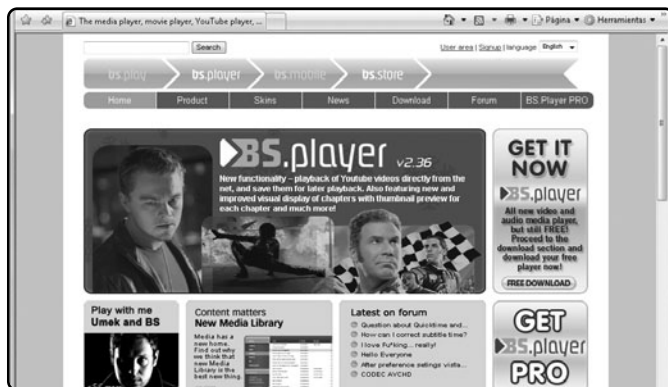 The media player, movie player, YouTube player, ...
Página
Herramientas
Search
User area | Signup | language English
bs.play
bs.player
bs.mobile
bs.store
Home
Product
Skins
News
Download
Forum
BS.Player PRO
BS.player v2.36
New functionality – playback of Youtube videos directly from the
net, and save them for later playback. Also featuring new and
improved visual display of chapters with thumbnail preview for
each chapter and much more!
GET IT
NOW
BS.player
All new video and
audio media player,
but still FREE!
Proceed to the
download section and
download your free
player now!
FREE DOWNLOAD
Play with me
Umek and BS
Content matters
New Media Library
Media has a
new home.
Find out why
we think that
new Media
Library is the
best new thing.
Latest on forum
Question about Quicktime and...
How can I correct subtitle time?
I love Fu*king... really!
Hello Everyone
After preference setings vista...
CODEC AVCHD
GET
BS.player
PRO